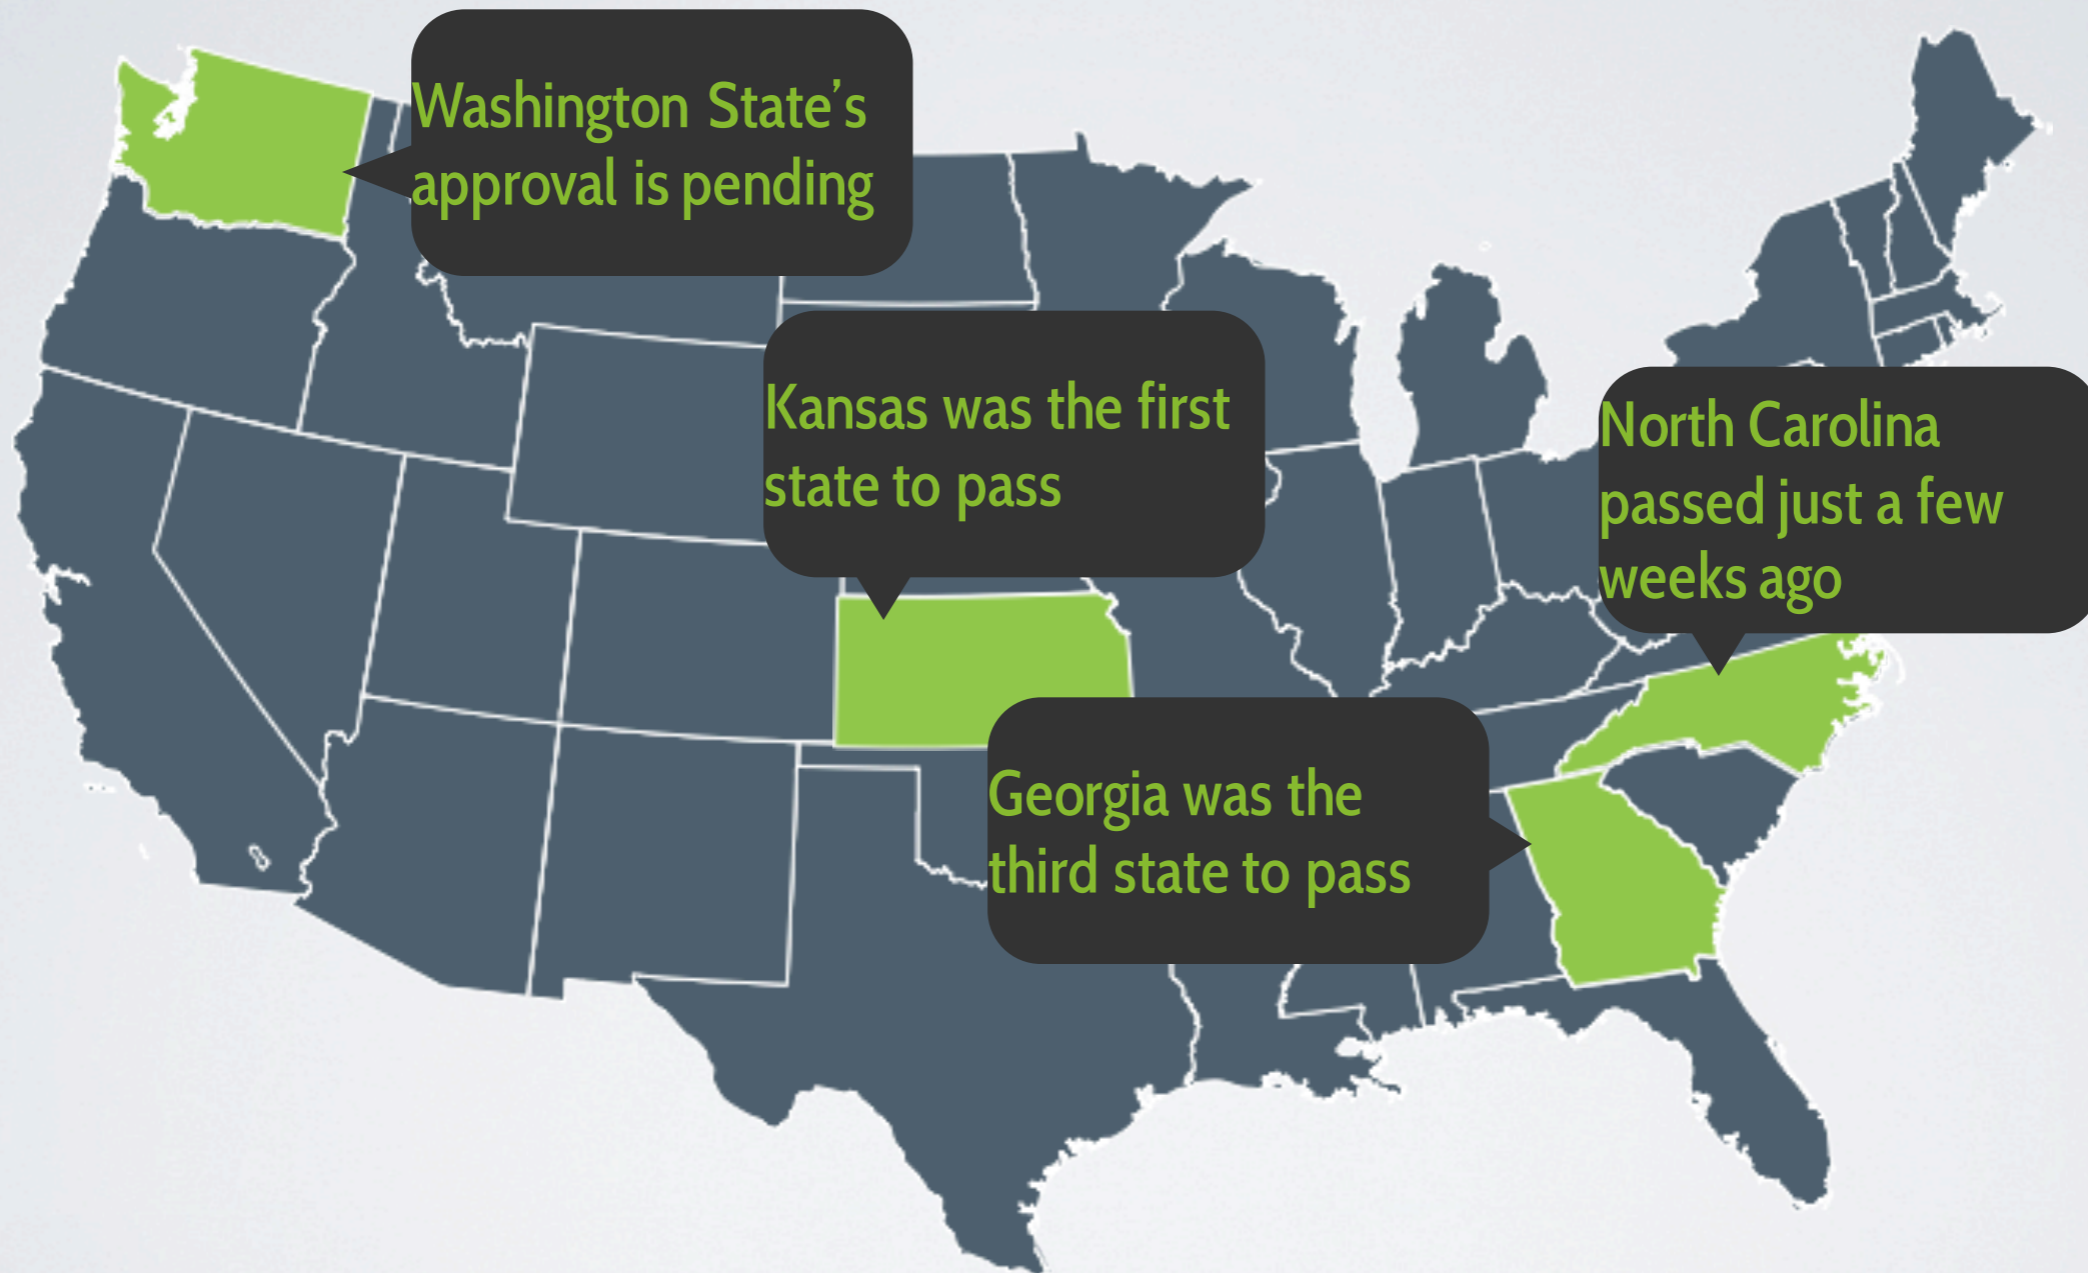 Washington State’s
approval is pending
Kansas was the first
state to pass
North Carolina
passed just a few
weeks ago
Georgia was the
third state to pass